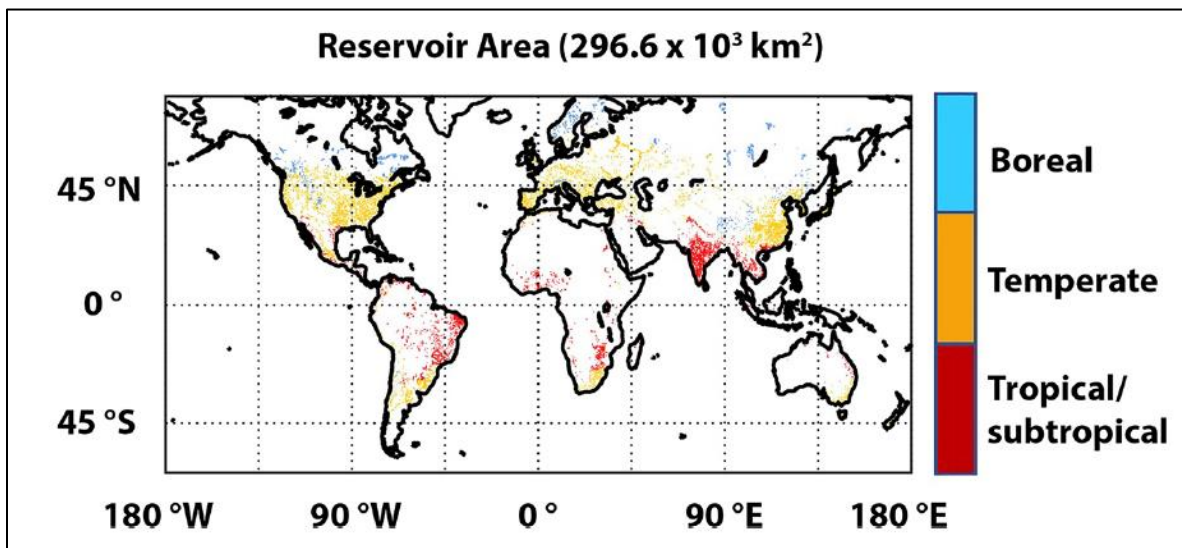 Reservoir Area (296.6 x 10³ km²)
45 °N
0 °
45 °S
180 °W
90 °W
0 °
90 °E
180 °E
Boreal
Temperate
Tropical/
subtropical